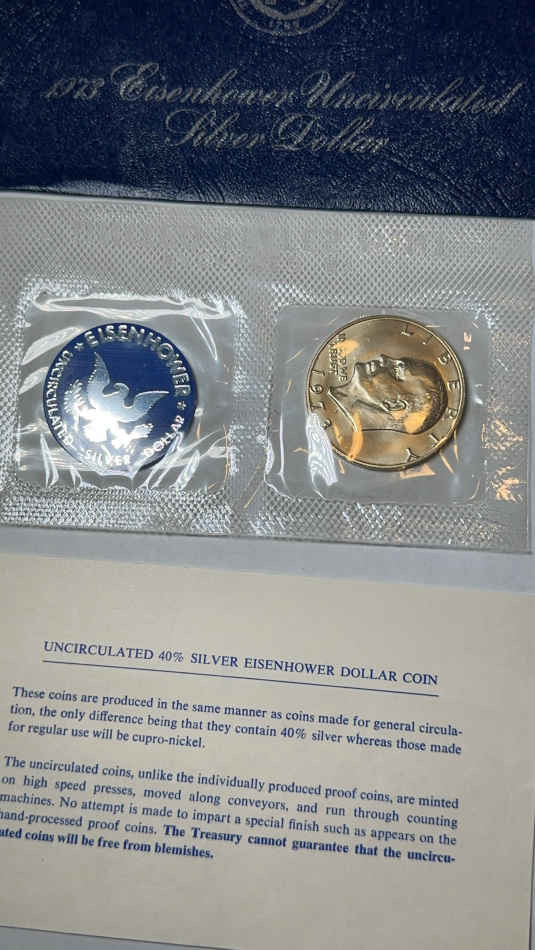 1973 Eisenhower Uncirculated
Silver Dollar
EISENHOWER
UNCIRCULATED SILVER DOLLAR
LIBERTY
IN GOD WE
TRUST
1973
UNCIRCULATED 40% SILVER EISENHOWER DOLLAR COIN
These coins are produced in the same manner as coins made for general circula-
tion, the only difference being that they contain 40% silver whereas those made
for regular use will be cupro-nickel.
The uncirculated coins, unlike the individually produced proof coins, are minted
on high speed presses, moved along conveyors, and run through counting
machines. No attempt is made to impart a special finish such as appears on the
hand-processed proof coins. The Treasury cannot guarantee that the uncircu-
ated coins will be free from blemishes.